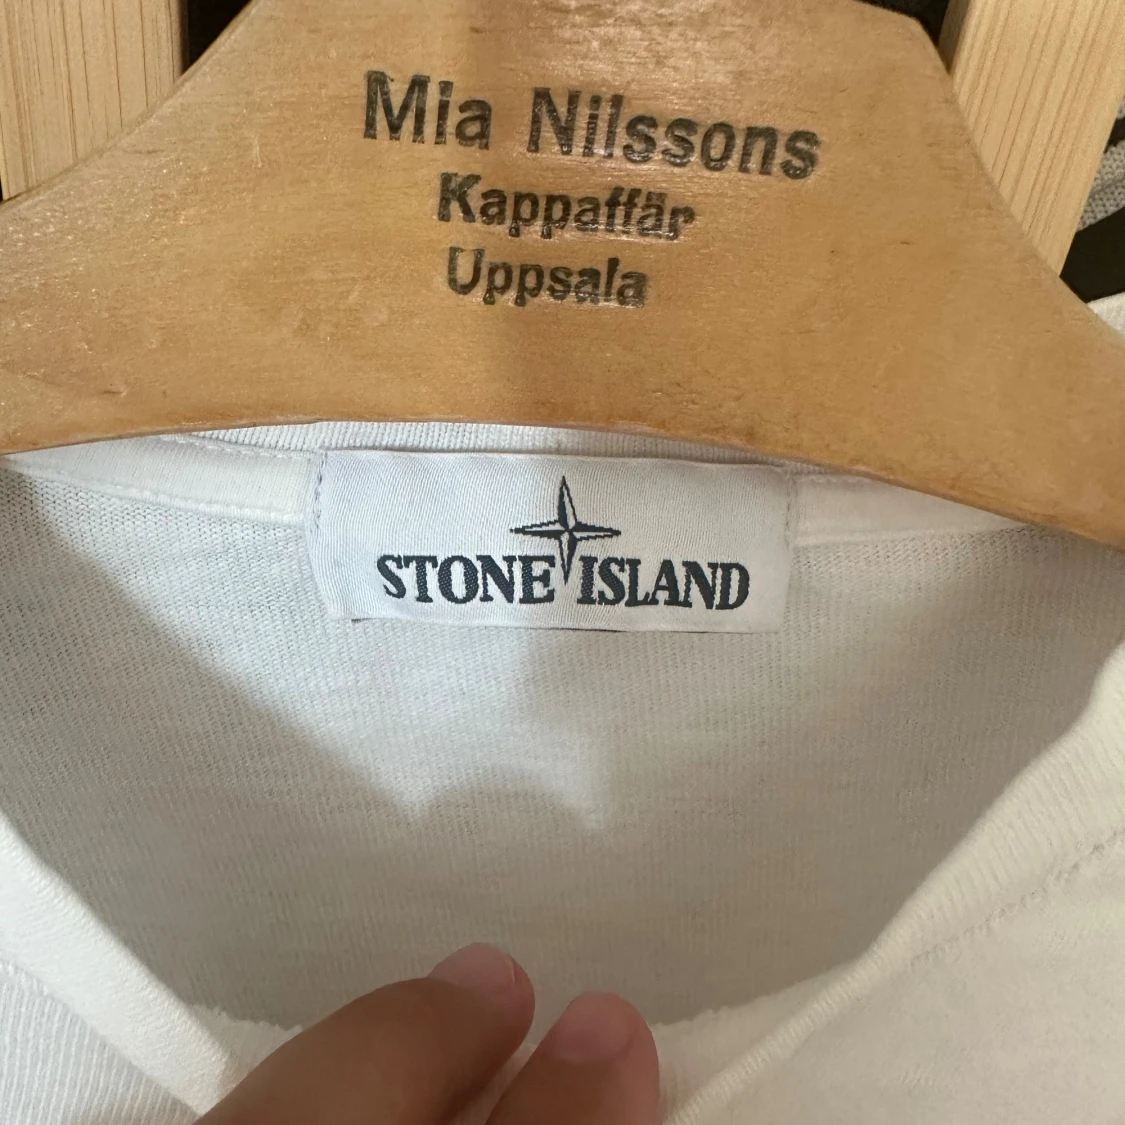 Mia Nilssons
Kappaffär
Uppsala
STONE ISLAND